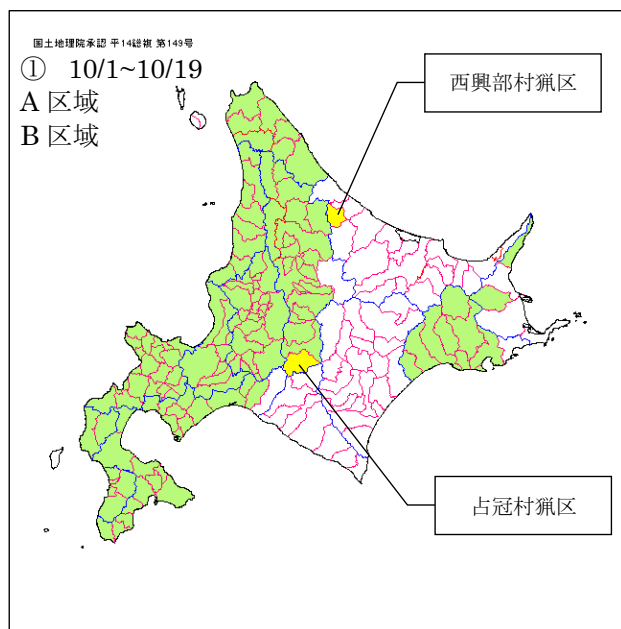 国土地理院承認 平14総複 第149号
① 10/1~10/19
A 区域
B 区域
西興部村猟区
占冠村猟区